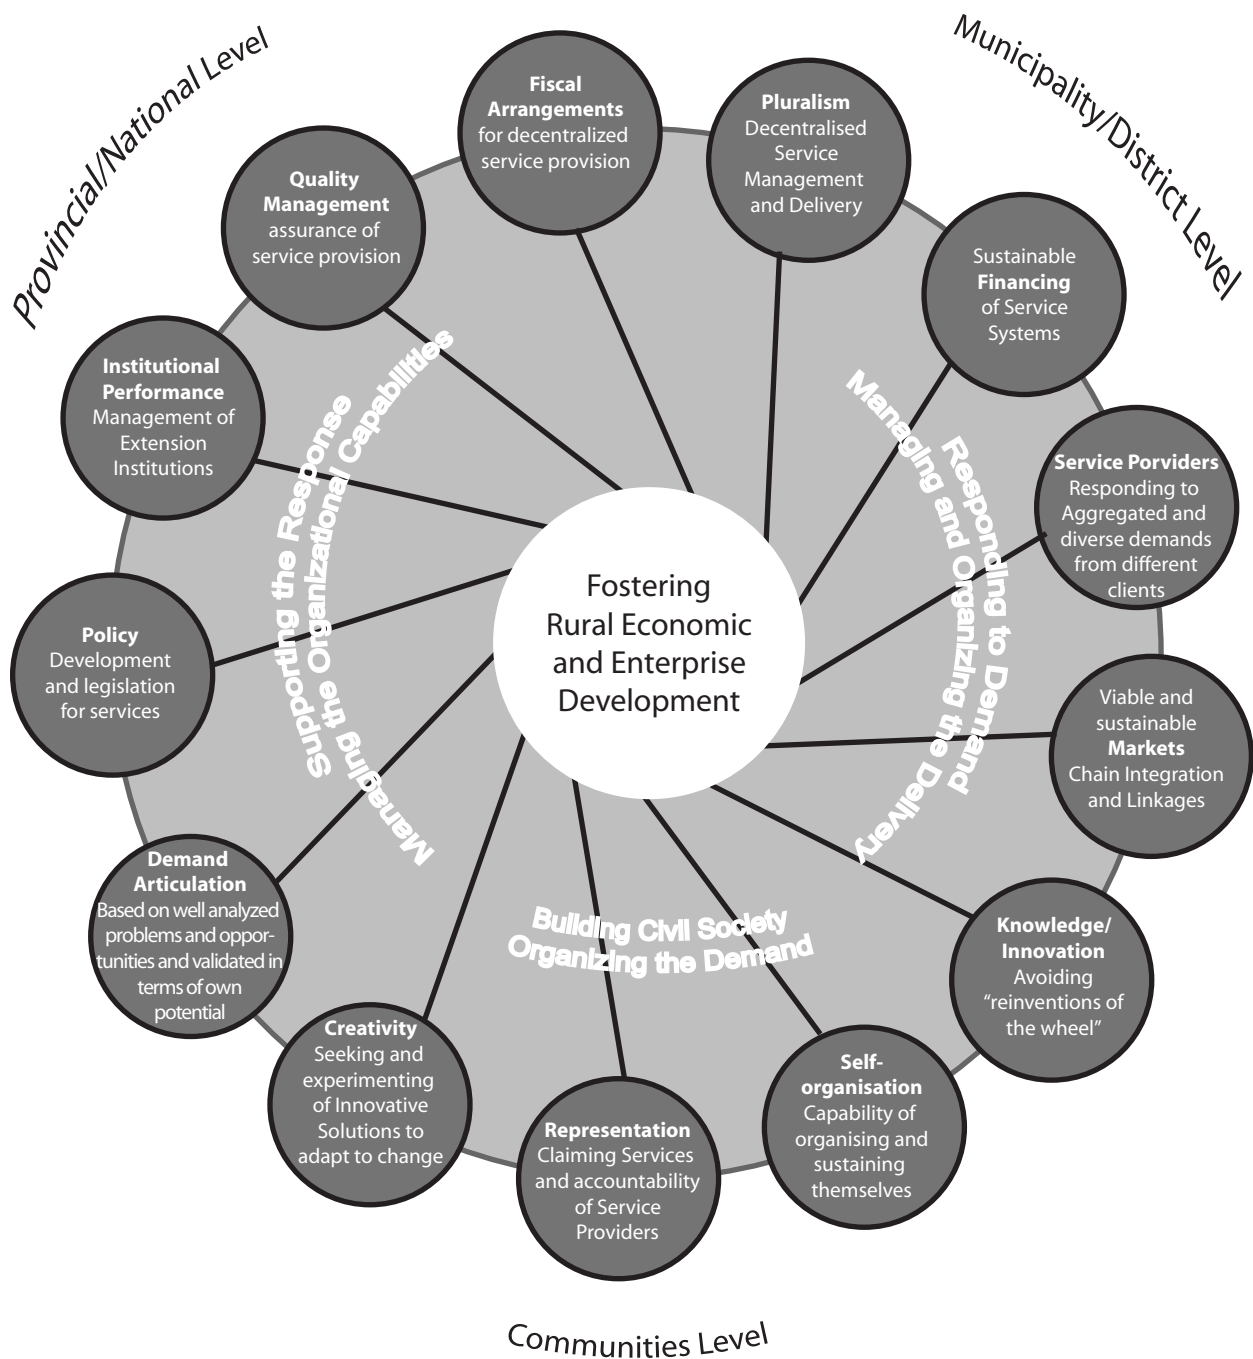 Provincial/National Level
Municipality/District Level
Fiscal
Arrangements
for decentralized
service provision
Pluralism
Decentralised
Service
Management
and Delivery
Sustainable
Financing
of Service
Systems
Service Porviders
Responding to
Aggregated and
diverse demands
from different
clients
Viable and
sustainable
Markets
Chain Integration
and Linkages
Knowledge/
Innovation
Avoiding
“reinventions of
the wheel”
Self-
organisation
Capability of
organising and
sustaining
themselves
Representation
Claiming Services
and accountability
of Service
Providers
Creativity
Seeking and
experimenting
of Innovative
Solutions to
adapt to change
Demand
Articulation
Based on well analyzed
problems and oppor-
tunities and validated in
terms of own
potential
Policy
Development
and legislation
for services
Institutional
Performance
Management of
Extension
Institutions
Quality
Management
assurance of
service provision
Supporting the Response
Managing the Organizational Capabilities
Responding to Demand
Managing and Organizing the Delivery
Building Civil Society
Organizing the Demand
Fostering
Rural Economic
and Enterprise
Development
Communities Level